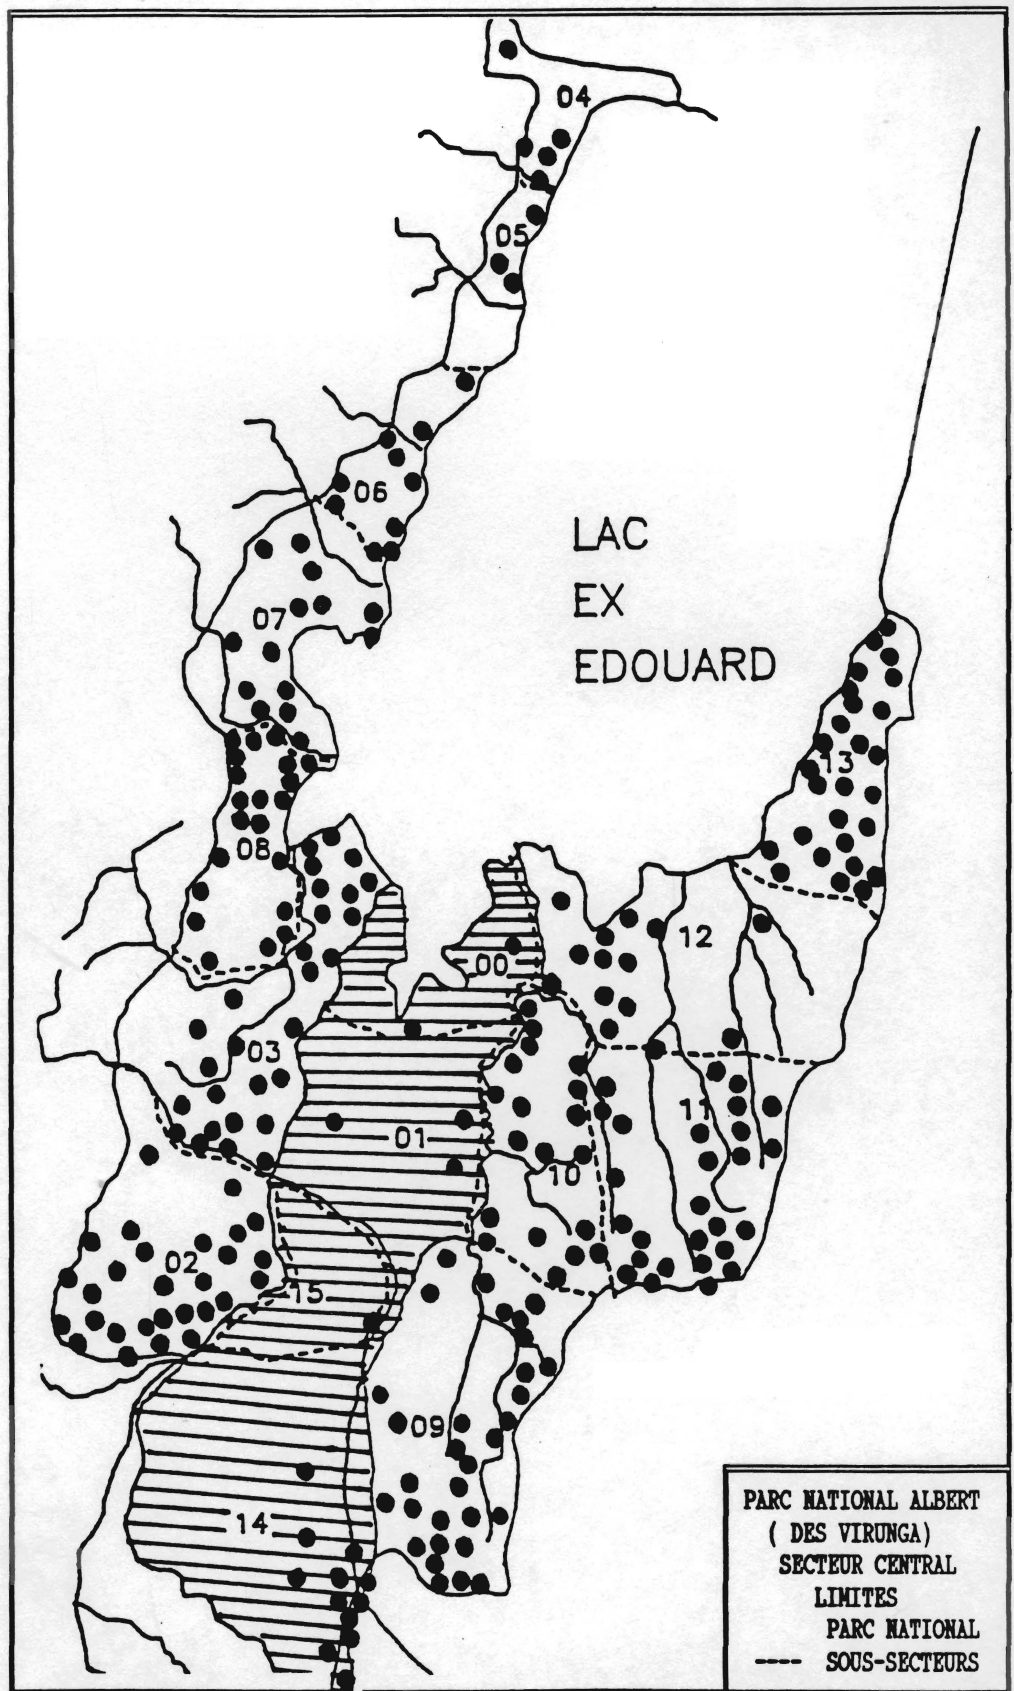 04
05
06
LAC
EX
EDOUARD
07
13
08
12
00
03
11
01
10
02
15
09
14
PARC NATIONAL ALBERT
( DES VIRUNGA)
SECTEUR CENTRAL
LIMITES
PARC NATIONAL
---- SOUS-SECTEURS